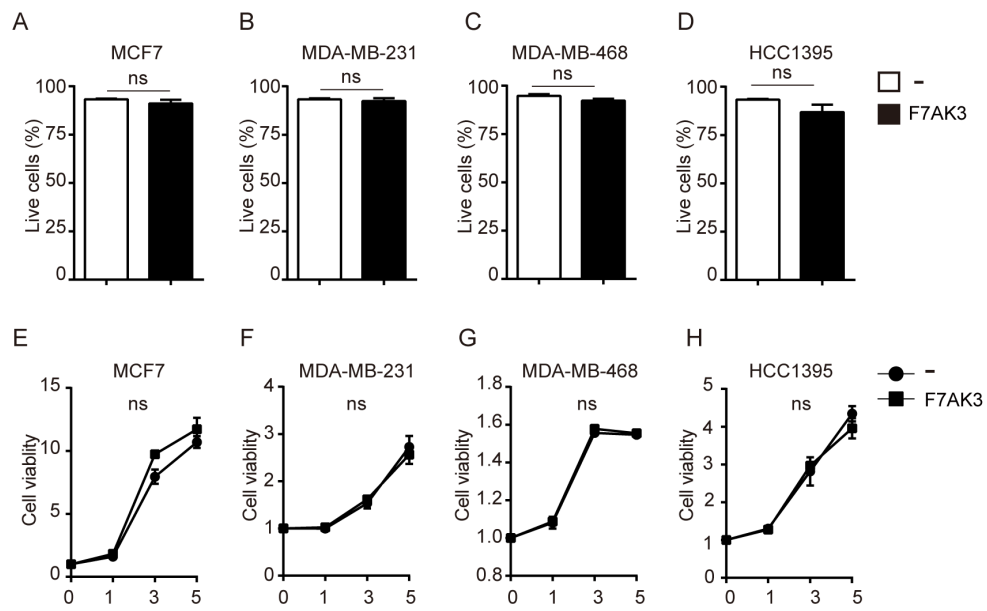 A
B
C
D
MCF7
MDA-MB-231
MDA-MB-468
HCC1395
ns
ns
ns
ns
Live cells (%)
100
75
50
25
0
Live cells (%)
100
75
50
25
0
Live cells (%)
100
75
50
25
0
Live cells (%)
100
75
50
25
0
-
F7AK3
E
F
G
H
MCF7
MDA-MB-231
MDA-MB-468
HCC1395
ns
ns
ns
ns
Cell viablity
15
10
5
0
0 1 3 5
Cell viablity
4
3
2
1
0
0 1 3 5
Cell viablity
1.8
1.6
1.4
1.2
1.0
0.8
0 1 3 5
Cell viablity
5
4
3
2
1
0
0 1 3 5
-
F7AK3